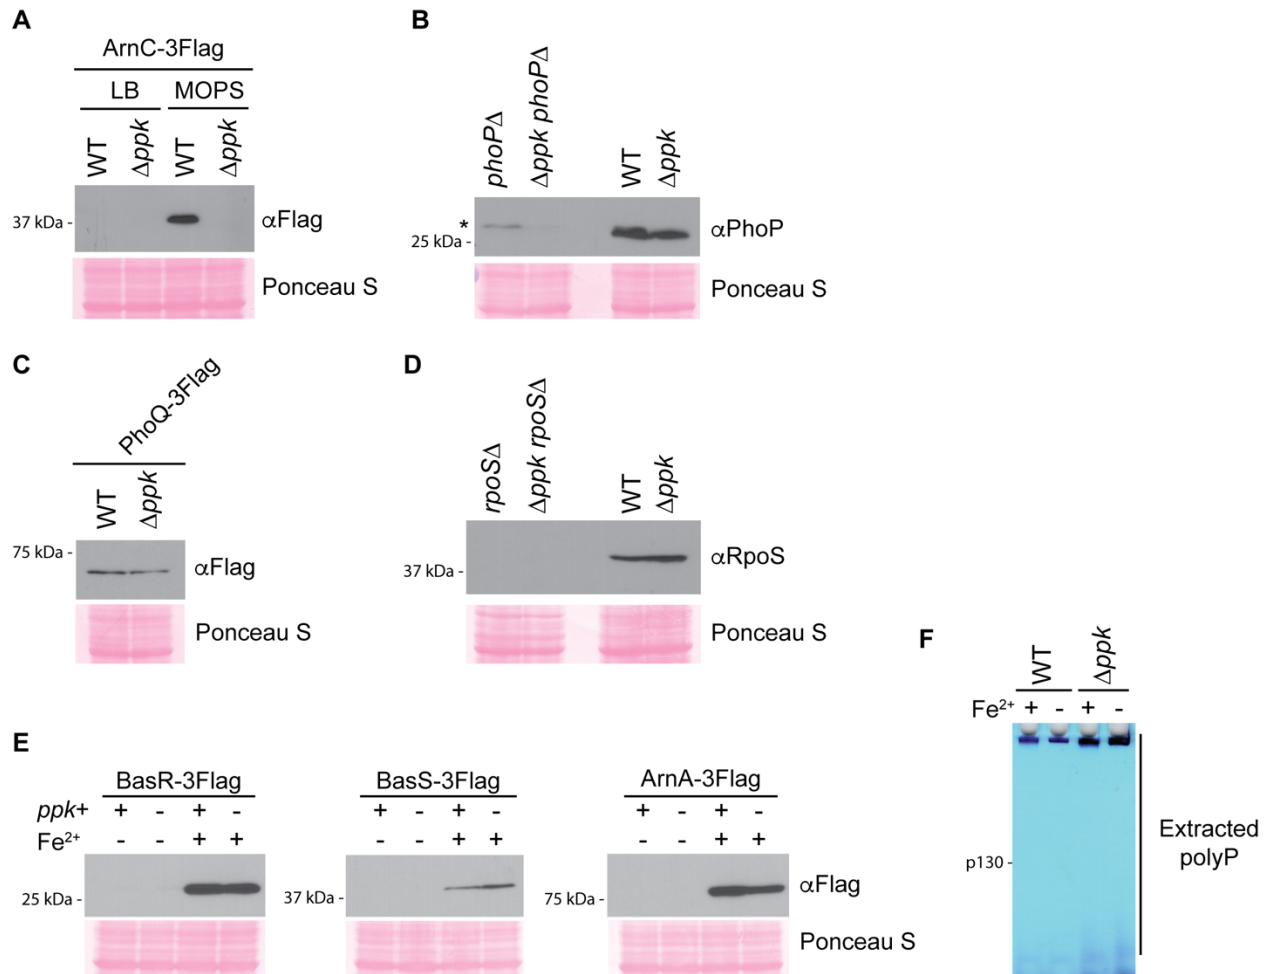 A
ArnC-3Flag
LB MOPS
WT Δppk WT Δppk
37 kDa - αFlag
Ponceau S
B
phoPΔ Δppk phoPΔ WT Δppk
*
25 kDa - αPhoP
Ponceau S
C
PhoQ-3Flag
WT Δppk
75 kDa -
αFlag
Ponceau S
D
rpoSΔ Δppk rpoSΔ WT Δppk
37 kDa - αRpoS
Ponceau S
E
BasR-3Flag BasS-3Flag ArnA-3Flag
ppk+ + - + - + - + - + - + -
Fe²⁺ - - + + - - + + - - + +
25 kDa - 37 kDa - 75 kDa - αFlag
Ponceau S
F
WT Δppk
Fe²⁺ + - + -
p130 -
Extracted
polyP